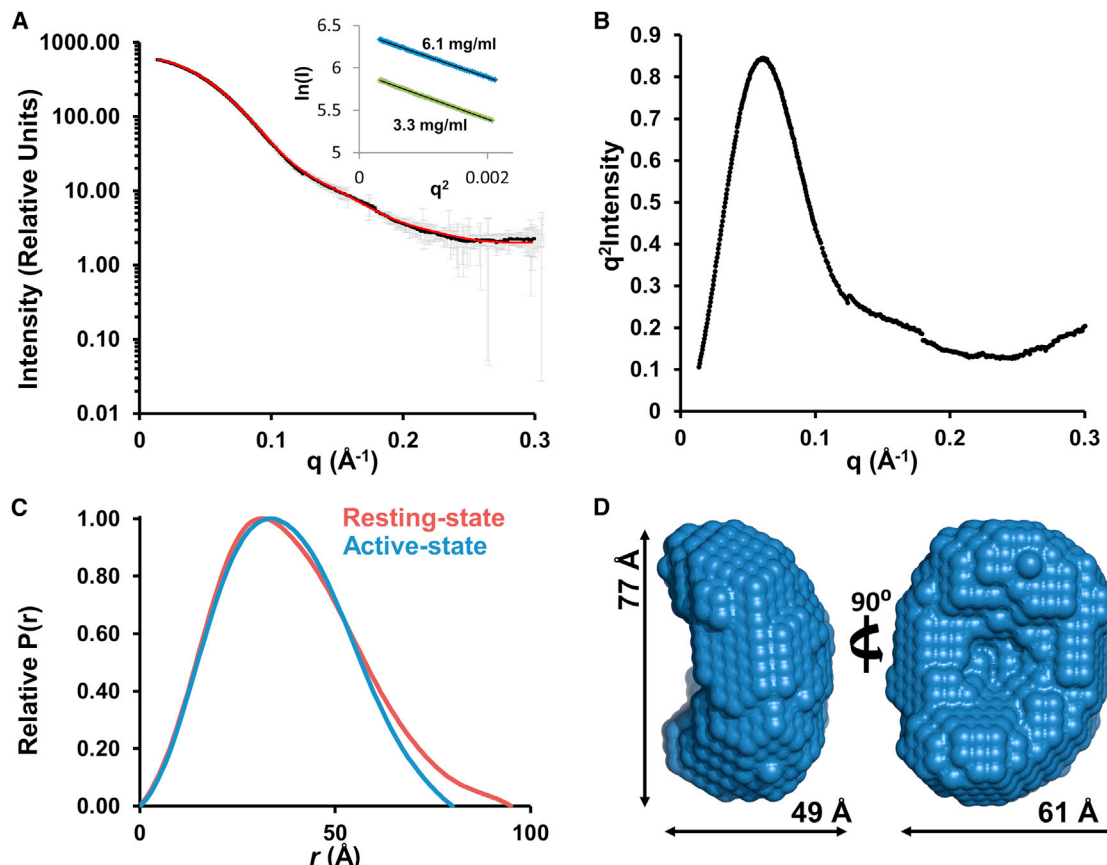 A
Intensity (Relative Units)
1000.00
100.00
10.00
1.00
0.10
0.01
0
0.1
0.2
0.3
q (Å⁻¹)
ln(I)
6.5
6
5.5
5
0
0.002
q²
6.1 mg/ml
3.3 mg/ml
B
q²Intensity
0.9
0.8
0.7
0.6
0.5
0.4
0.3
0.2
0.1
0
0
0.1
0.2
0.3
q (Å⁻¹)
C
Relative P(r)
1.00
0.80
0.60
0.40
0.20
0.00
0
50
100
r (Å)
Resting-state
Active-state
D
77 Å
90º
49 Å
61 Å